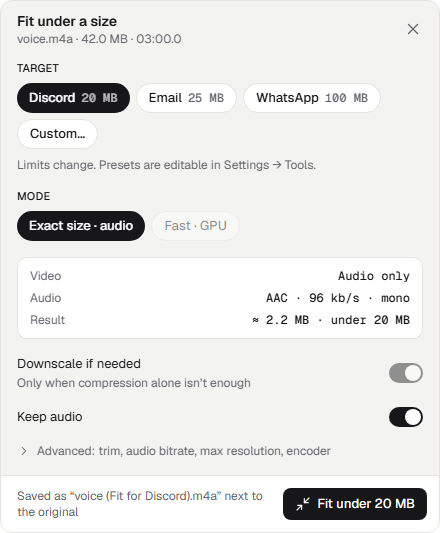 Fit under a size
voice.m4a · 42.0 MB · 03:00.0
TARGET
Discord 20 MB Email 25 MB WhatsApp 100 MB
Custom…
Limits change. Presets are editable in Settings → Tools.
MODE
Exact size · audio Fast · GPU
Video Audio only
Audio AAC · 96 kb/s · mono
Result ≈ 2.2 MB · under 20 MB
Downscale if needed
Only when compression alone isn’t enough
Keep audio
Advanced: trim, audio bitrate, max resolution, encoder
Saved as “voice (Fit for Discord).m4a” next to
the original
Fit under 20 MB